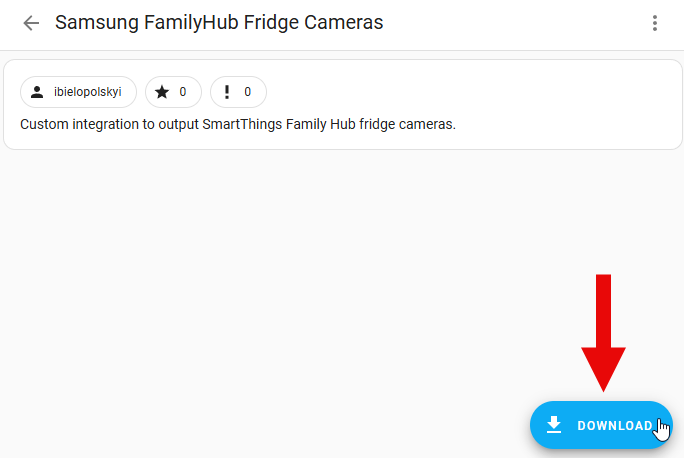 Samsung FamilyHub Fridge Cameras
ibielopolskyi 0 0
Custom integration to output SmartThings Family Hub fridge cameras.
DOWNLOAD